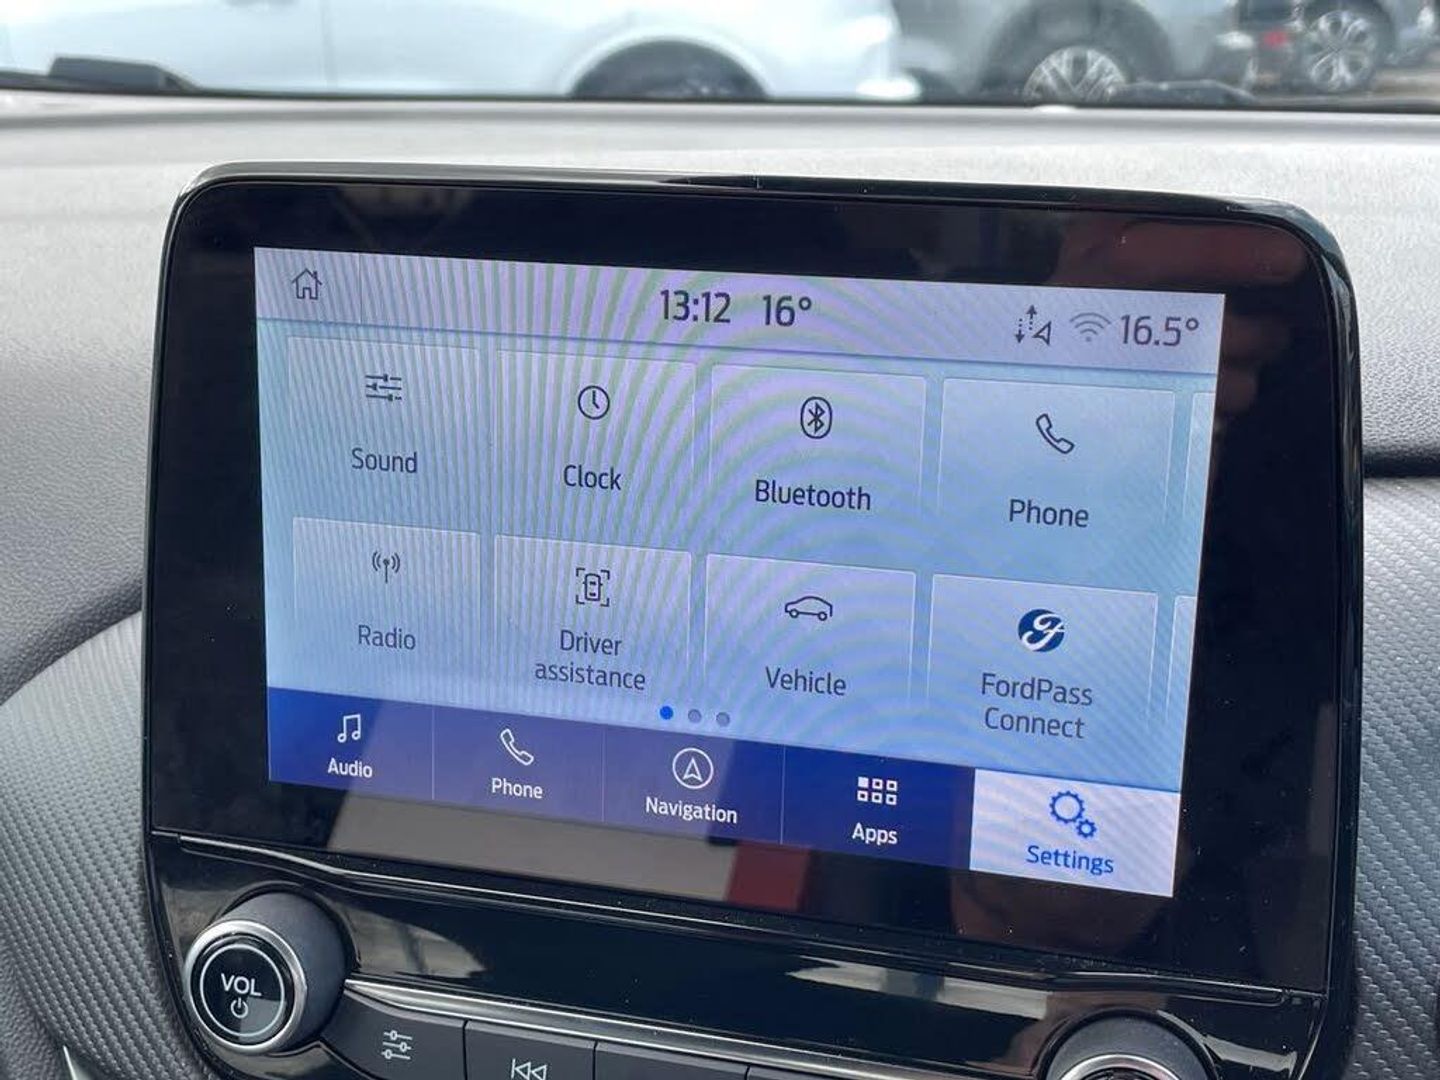 13:12 16° 16.5°
Sound Clock Bluetooth Phone
Radio Driver
assistance Vehicle FordPass
Connect
Audio Phone Navigation Apps Settings
VOL